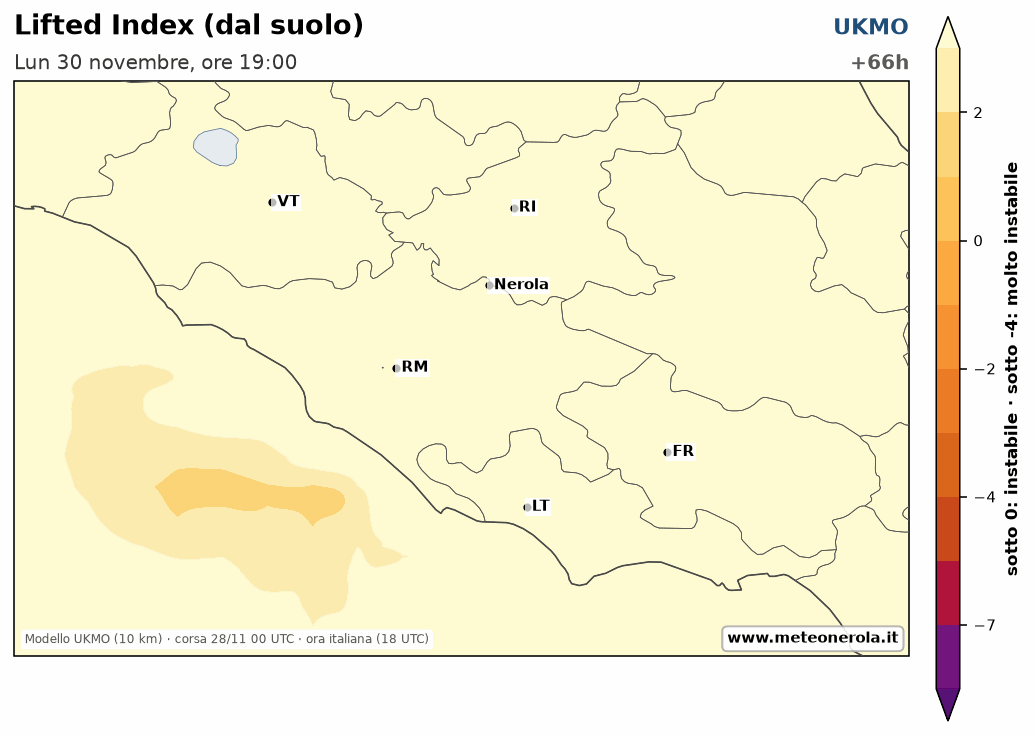 Lifted Index (dal suolo)
UKMO
Lun 30 novembre, ore 19:00
+66h
VT
RI
Nerola
RM
FR
LT
Modello UKMO (10 km) · corsa 28/11 00 UTC · ora italiana (18 UTC)
www.meteonerola.it
2
0
−2
−4
−7
sotto 0: instabile · sotto -4: molto instabile